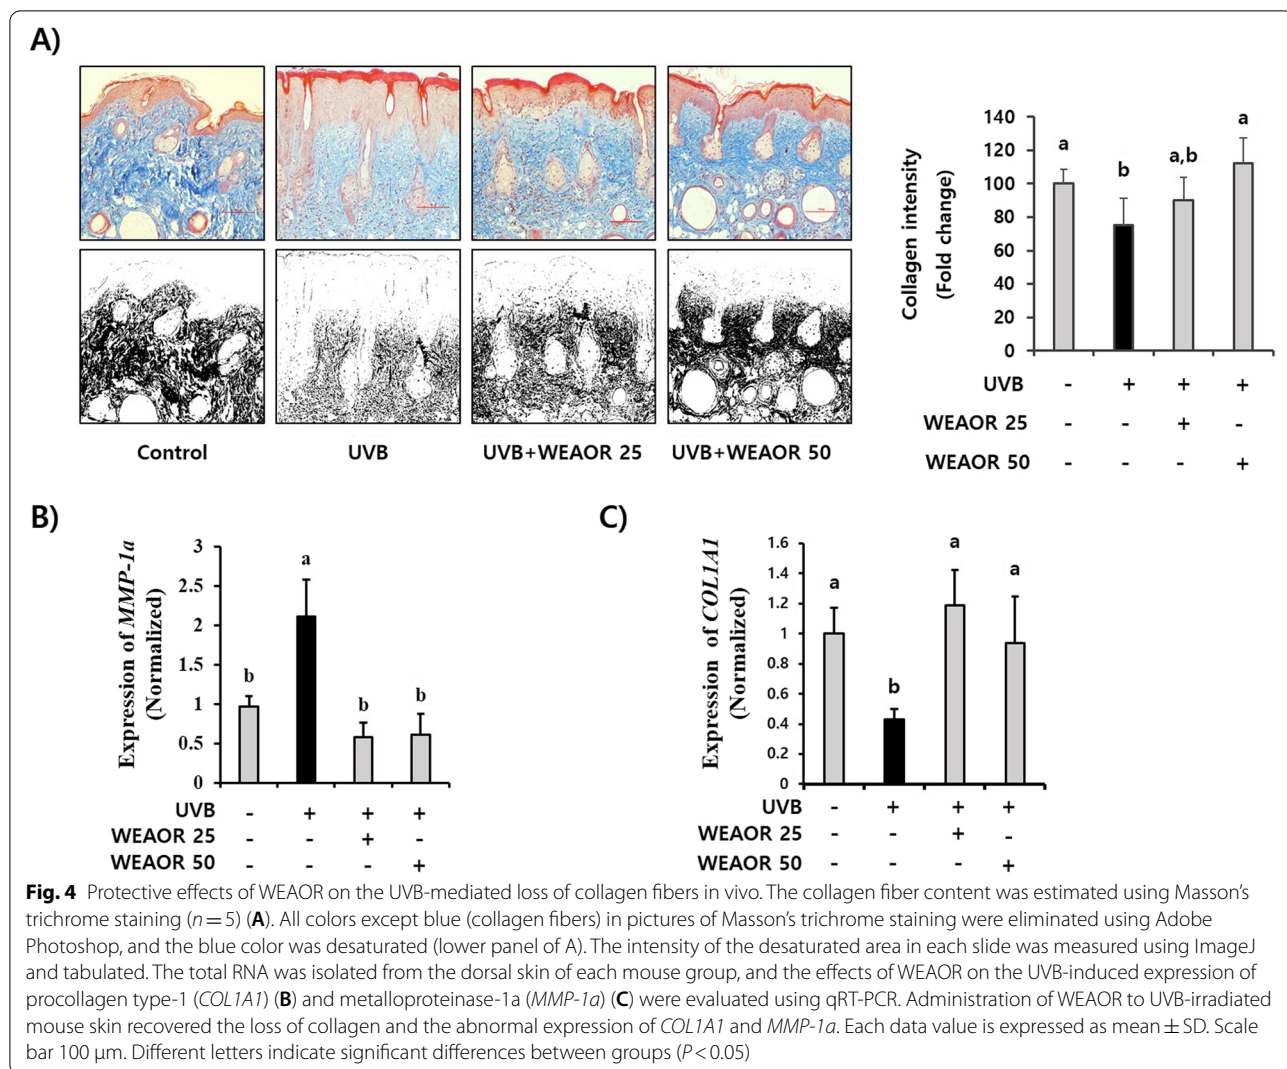 A)
Control
UVB
UVB+WEAOR 25
UVB+WEAOR 50
Collagen intensity
(Fold change)
140
120
100
80
60
40
20
0
a
b
a,b
a
UVB - + + +
WEAOR 25 - - + -
WEAOR 50 - - - +
B)
Expression of MMP-1a
(Normalized)
3
2.5
2
1.5
1
0.5
0
b
a
b
b
UVB - + + +
WEAOR 25 - - + -
WEAOR 50 - - - +
C)
Expression of COL1A1
(Normalized)
1.6
1.4
1.2
1
0.8
0.6
0.4
0.2
0
a
b
a
a
UVB - + + +
WEAOR 25 - - + -
WEAOR 50 - - - +
Fig. 4 Protective effects of WEAOR on the UVB-mediated loss of collagen fibers in vivo. The collagen fiber content was estimated using Masson's
trichrome staining (n = 5) (A). All colors except blue (collagen fibers) in pictures of Masson's trichrome staining were eliminated using Adobe
Photoshop, and the blue color was desaturated (lower panel of A). The intensity of the desaturated area in each slide was measured using ImageJ
and tabulated. The total RNA was isolated from the dorsal skin of each mouse group, and the effects of WEAOR on the UVB-induced expression of
procollagen type-1 (COL1A1) (B) and metalloproteinase-1a (MMP-1a) (C) were evaluated using qRT-PCR. Administration of WEAOR to UVB-irradiated
mouse skin recovered the loss of collagen and the abnormal expression of COL1A1 and MMP-1a. Each data value is expressed as mean ± SD. Scale
bar 100 μm. Different letters indicate significant differences between groups (P < 0.05)